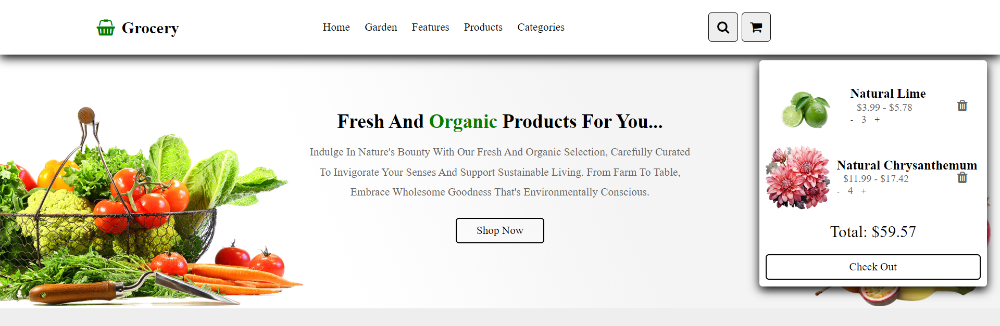 Grocery
Home Garden Features Products Categories
Fresh And Organic Products For You...
Indulge In Nature's Bounty With Our Fresh And Organic Selection, Carefully Curated
To Invigorate Your Senses And Support Sustainable Living. From Farm To Table,
Embrace Wholesome Goodness That's Environmentally Conscious.
Shop Now
Natural Lime
$3.99 - $5.78
- 3 +
Natural Chrysanthemum
$11.99 - $17.42
- 4 +
Total: $59.57
Check Out